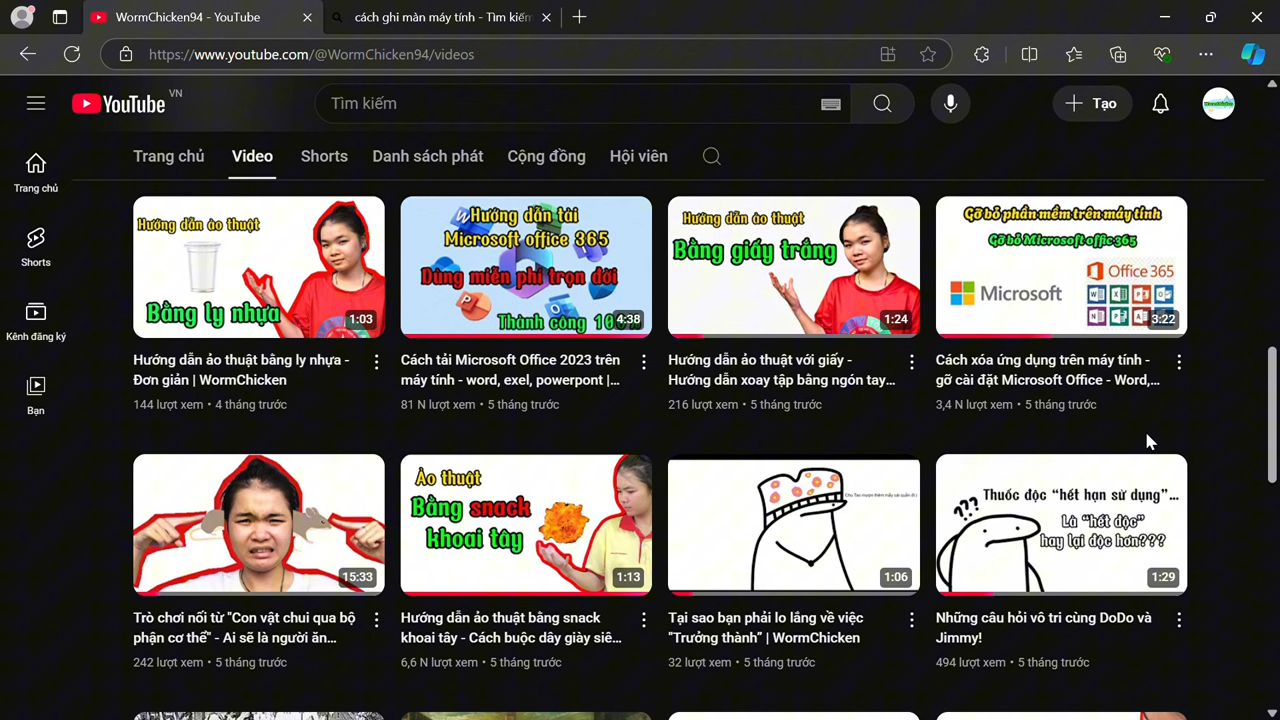 WormChicken94 - YouTube
cách ghi màn máy tính - Tìm kiếm
https://www.youtube.com/@WormChicken94/videos
YouTube VN
Tìm kiếm
Tạo
Trang chủ Video Shorts Danh sách phát Cộng đồng Hội viên
Trang chủ
Shorts
Kênh đăng ký
Bạn
Hướng dẫn ảo thuật
Bằng ly nhựa
1:03
Hướng dẫn ảo thuật bằng ly nhựa -
Đơn giản | WormChicken
144 lượt xem • 4 tháng trước
Hướng dẫn tải
Microsoft office 365
Dùng miễn phí trọn đời
Thành công 100%
4:38
Cách tải Microsoft Office 2023 trên
máy tính - word, exel, powerpont |...
81 N lượt xem • 5 tháng trước
Hướng dẫn ảo thuật
Bằng giấy trắng
1:24
Hướng dẫn ảo thuật với giấy -
Hướng dẫn xoay tập bằng ngón tay...
216 lượt xem • 5 tháng trước
Gỡ bỏ phần mềm trên máy tính
Gỡ bỏ Microsoft offic 365
Microsoft
Office 365
3:22
Cách xóa ứng dụng trên máy tính -
gỡ cài đặt Microsoft Office - Word,...
3,4 N lượt xem • 5 tháng trước
15:33
Trò chơi nối từ "Con vật chui qua bộ
phận cơ thể" - Ai sẽ là người ăn...
242 lượt xem • 5 tháng trước
Ảo thuật
Bằng snack
khoai tây
1:13
Hướng dẫn ảo thuật bằng snack
khoai tây - Cách buộc dây giày siê...
6,6 N lượt xem • 5 tháng trước
1:06
Tại sao bạn phải lo lắng về việc
"Trưởng thành" | WormChicken
32 lượt xem • 5 tháng trước
???
Thuốc độc "hết hạn sử dụng"...
Là "hết độc"
hay lại độc hơn???
1:29
Những câu hỏi vô tri cùng DoDo và
Jimmy!
494 lượt xem • 5 tháng trước